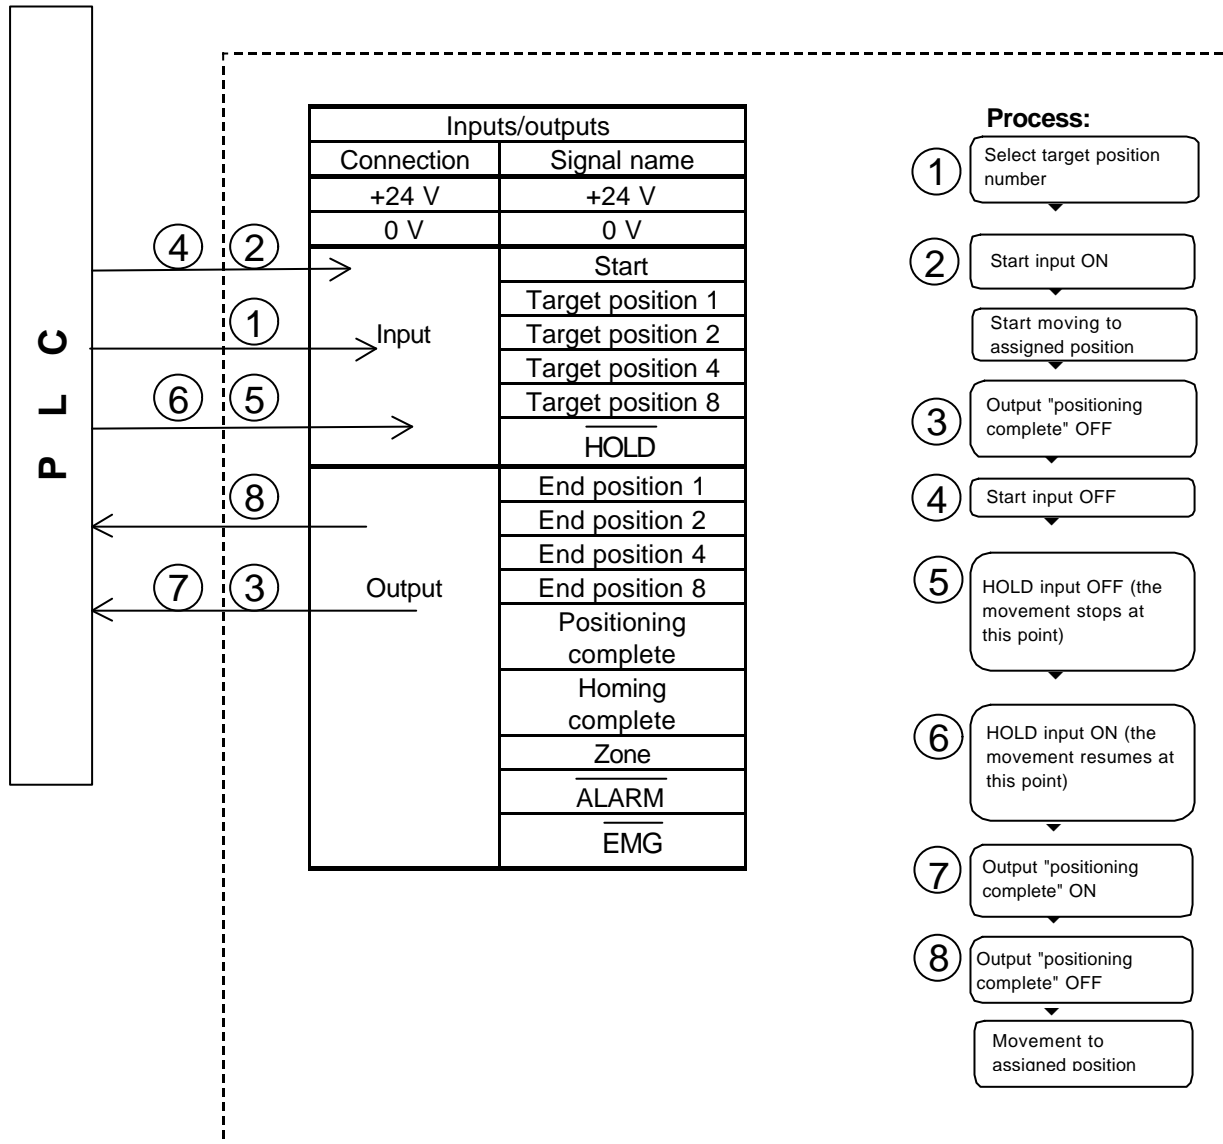 P L C
Inputs/outputs
Connection Signal name
+24 V +24 V
0 V 0 V
4 2
Start
Target position 1
1
Input
Target position 2
Target position 4
6 5
Target position 8
HOLD
End position 1
8
End position 2
End position 4
7 3
Output
End position 8
Positioning
complete
Homing
complete
Zone
ALARM
EMG
Process:
1
Select target position
number
2
Start input ON
Start moving to
assigned position
3
Output "positioning
complete" OFF
4
Start input OFF
5
HOLD input OFF (the
movement stops at
this point)
6
HOLD input ON (the
movement resumes at
this point)
7
Output "positioning
complete" ON
8
Output "positioning
complete" OFF
Movement to
assigned position